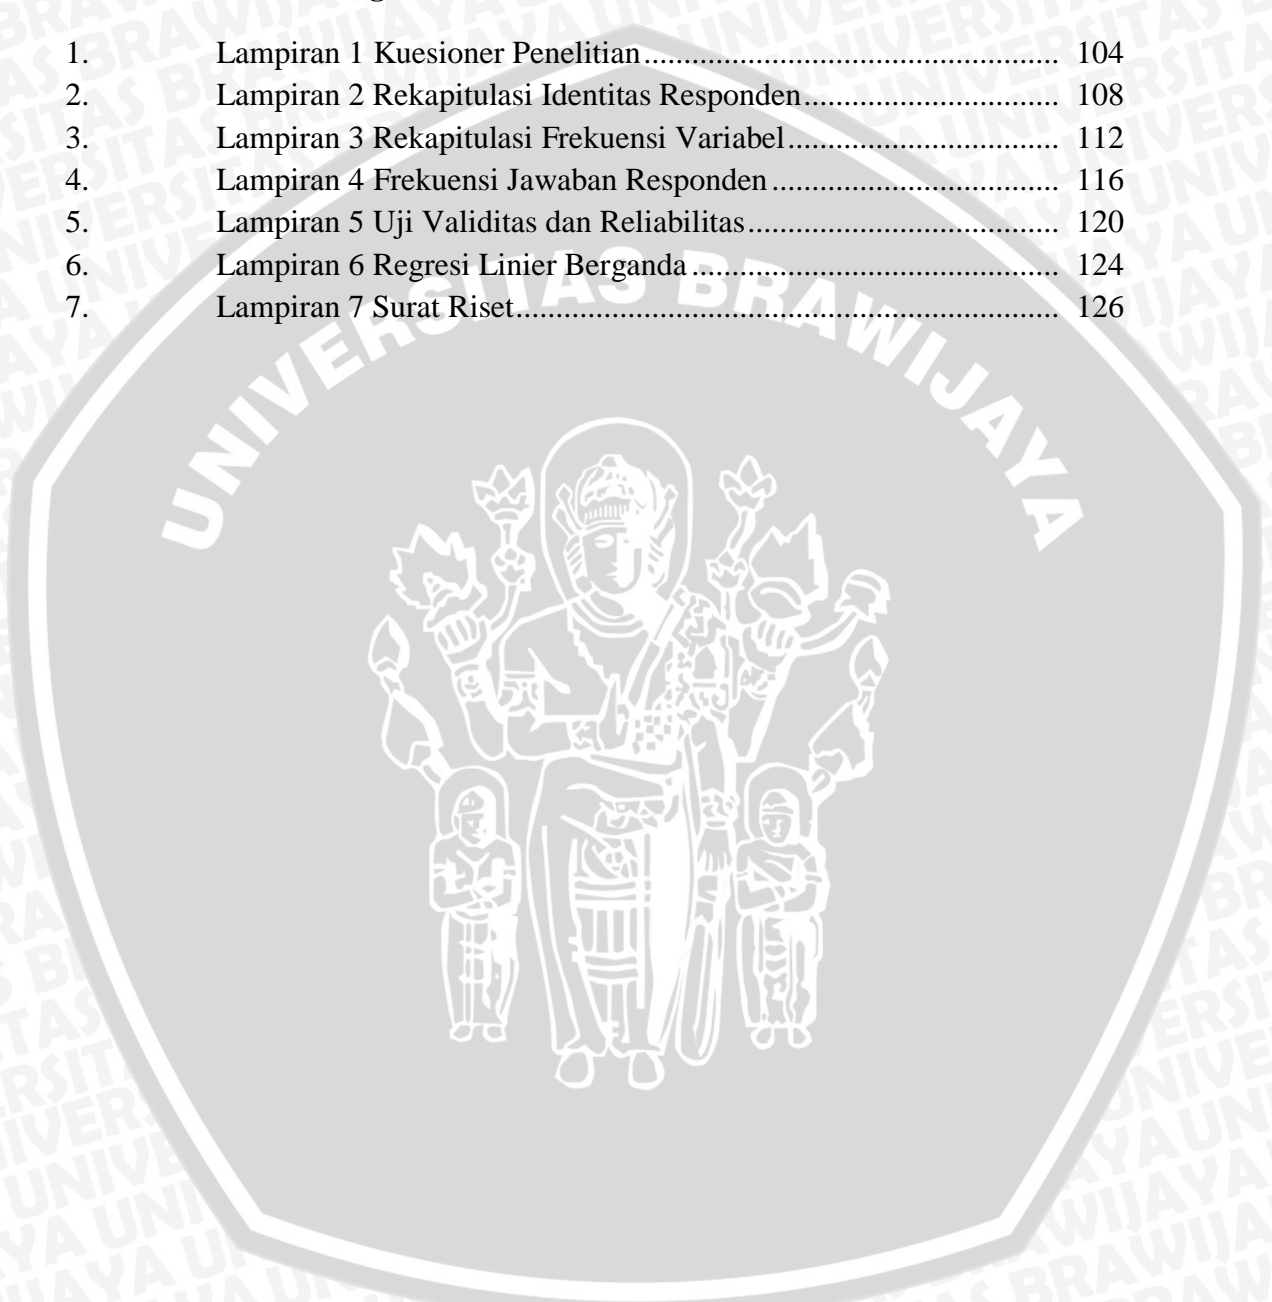 1. Lampiran 1 Kuesioner Penelitian.................................................. 104
2. Lampiran 2 Rekapitulasi Identitas Responden.............................. 108
3. Lampiran 3 Rekapitulasi Frekuensi Variabel................................ 112
4. Lampiran 4 Frekuensi Jawaban Responden.................................. 116
5. Lampiran 5 Uji Validitas dan Reliabilitas..................................... 120
6. Lampiran 6 Regresi Linier Berganda............................................ 124
7. Lampiran 7 Surat Riset................................................................. 126
UNIVERSITAS BRAWIJAYA